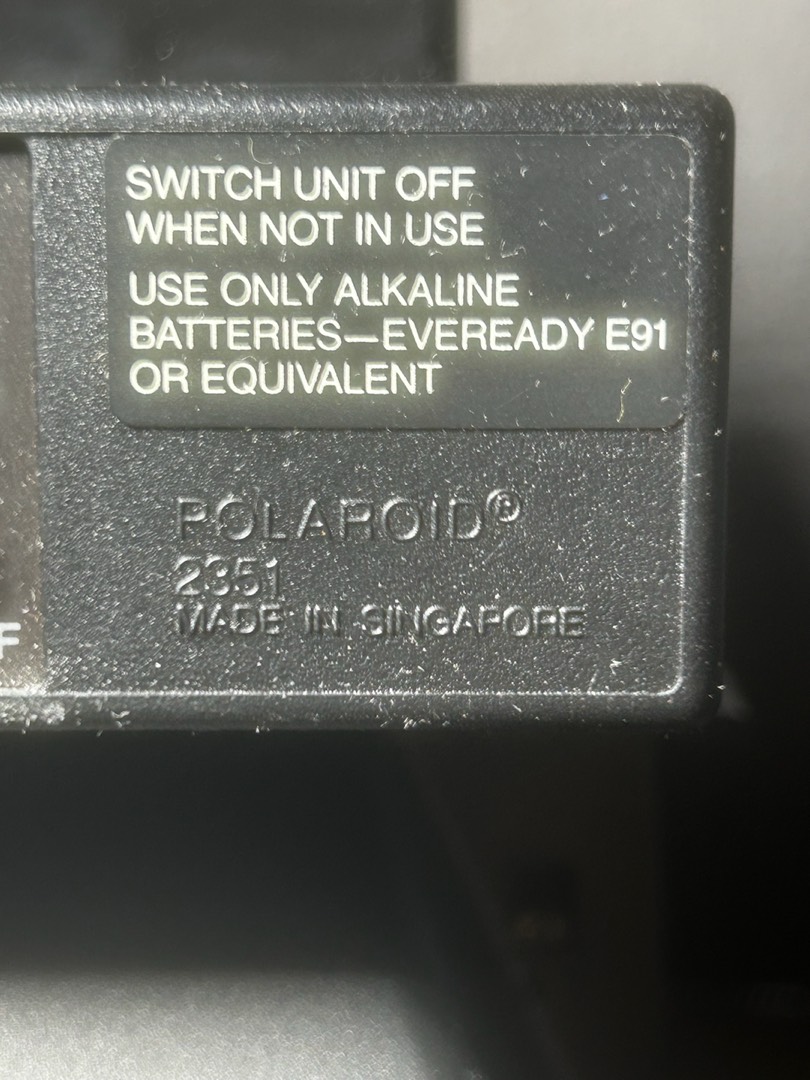 SWITCH UNIT OFF
WHEN NOT IN USE
USE ONLY ALKALINE
BATTERIES—EVEREADY E91
OR EQUIVALENT
POLAROID®
2351
MADE IN SINGAPORE
F